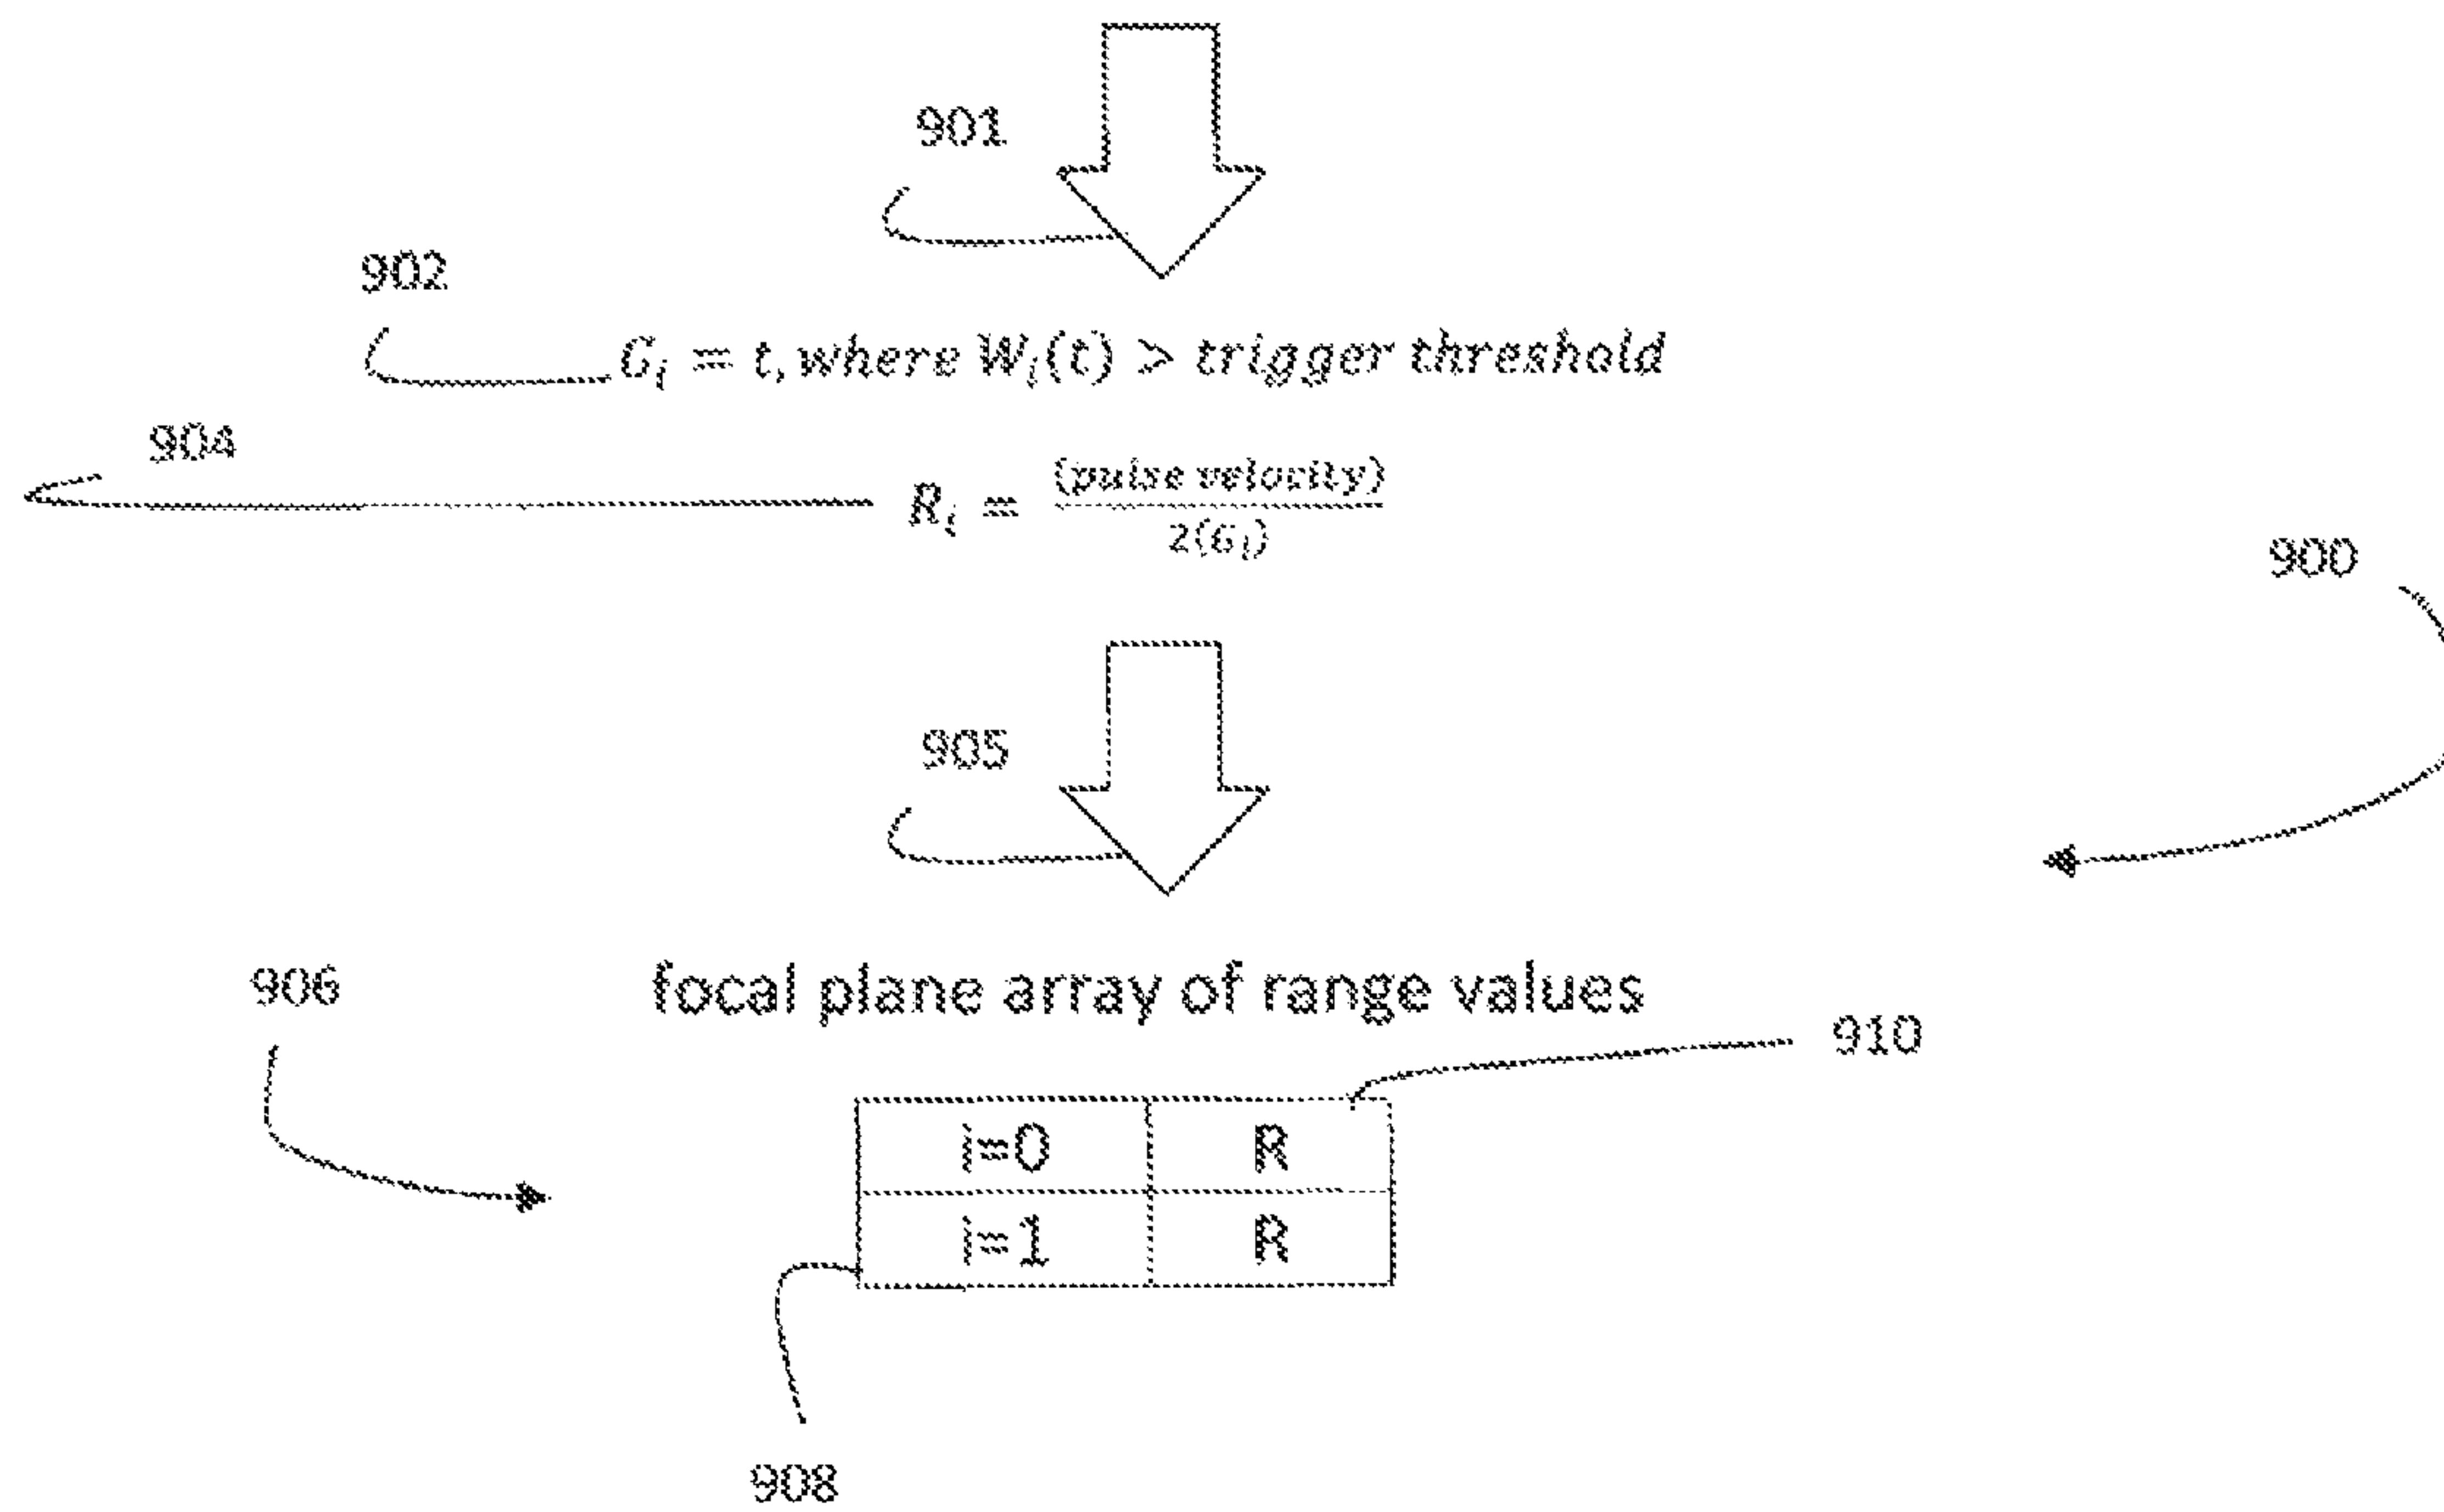 901
902
G_i = t, where W_i(t) > trigger threshold
904
R_i = (pulse velocity) / 2(G_i)
900
905
906
focal plane array of range values
910
i=0 R
i=1 R
908